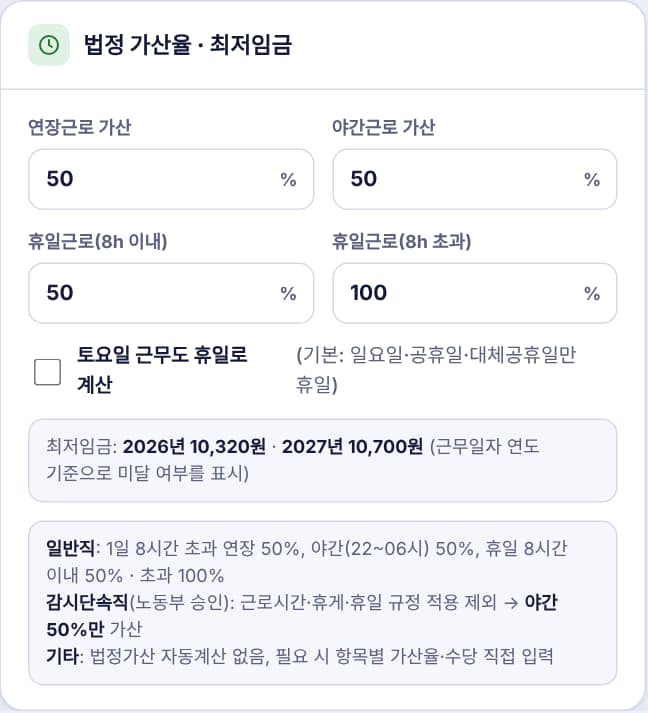 법정 가산율 · 최저임금
연장근로 가산
야간근로 가산
50 %
50 %
휴일근로(8h 이내)
휴일근로(8h 초과)
50 %
100 %
토요일 근무도 휴일로
계산
(기본: 일요일·공휴일·대체공휴일만
휴일)
최저임금: 2026년 10,320원 · 2027년 10,700원 (근무일자 연도
기준으로 미달 여부를 표시)
일반직: 1일 8시간 초과 연장 50%, 야간(22~06시) 50%, 휴일 8시간
이내 50% · 초과 100%
감시단속직(노동부 승인): 근로시간·휴게·휴일 규정 적용 제외 → 야간
50%만 가산
기타: 법정가산 자동계산 없음, 필요 시 항목별 가산율·수당 직접 입력